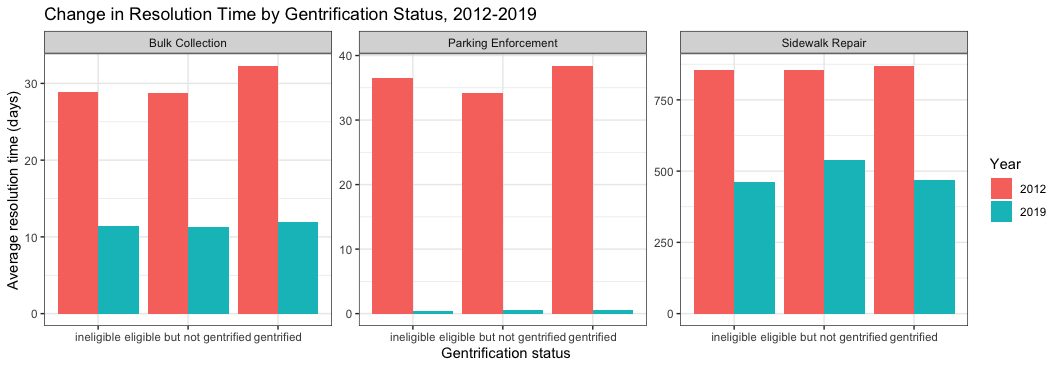 Change in Resolution Time by Gentrification Status, 2012-2019
Bulk Collection
Parking Enforcement
Sidewalk Repair
Average resolution time (days)
30
20
10
0
40
30
20
10
0
750
500
250
0
ineligible eligible but not gentrified gentrified
ineligible eligible but not gentrified gentrified
ineligible eligible but not gentrified gentrified
Gentrification status
Year
2012
2019